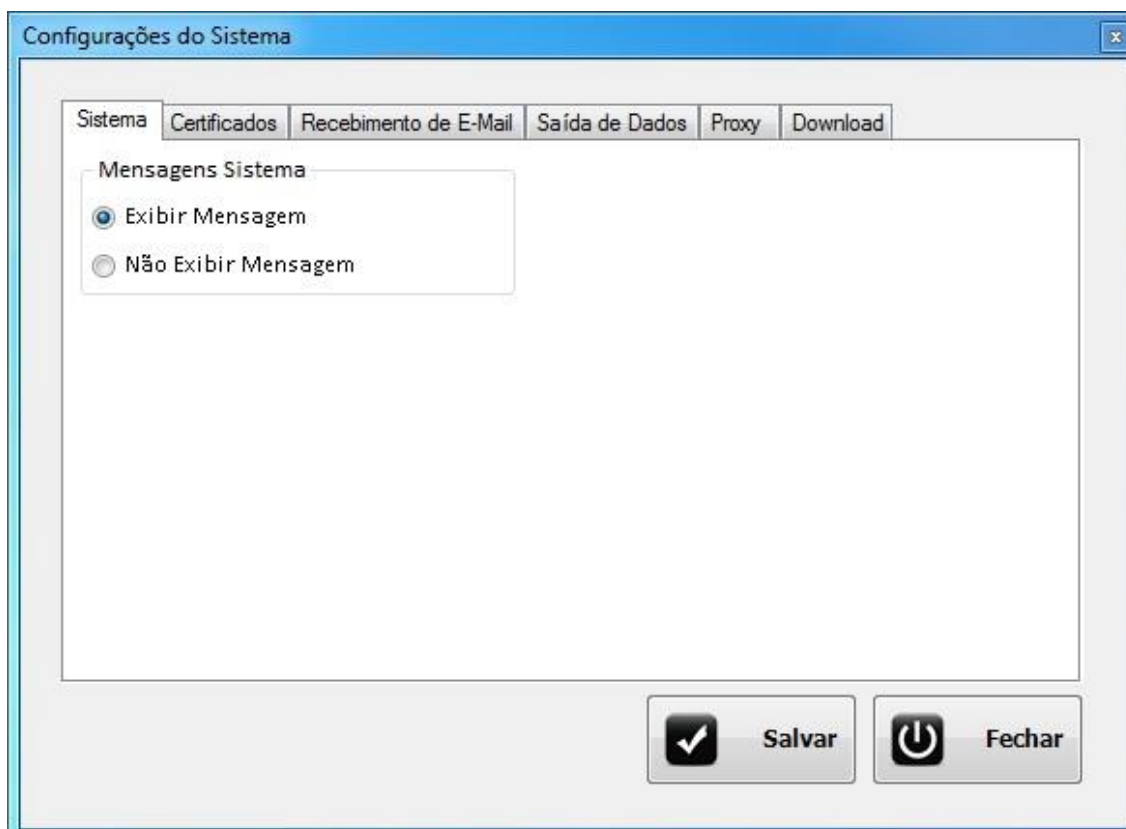 Configurações do Sistema
Sistema Certificados Recebimento de E-Mail Saída de Dados Proxy Download
Mensagens Sistema
Exibir Mensagem
Não Exibir Mensagem
Salvar Fechar